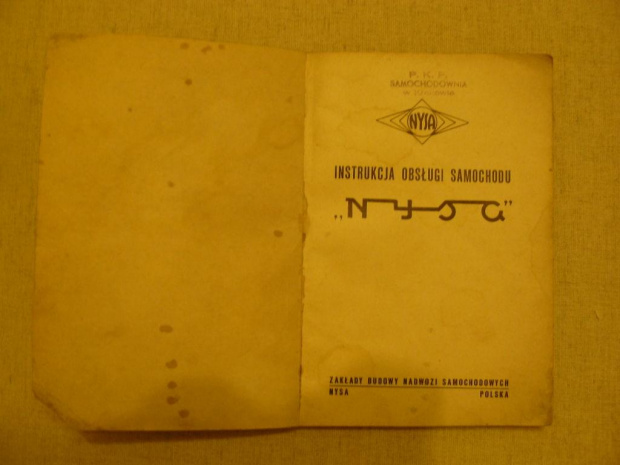 P. K. P.
SAMOCHODOWNIA
NYSA
INSTRUKCJA OBSŁUGI SAMOCHODU
„NYSA”
ZAKŁADY BUDOWY NADWOZI SAMOCHODOWYCH
NYSA POLSKA